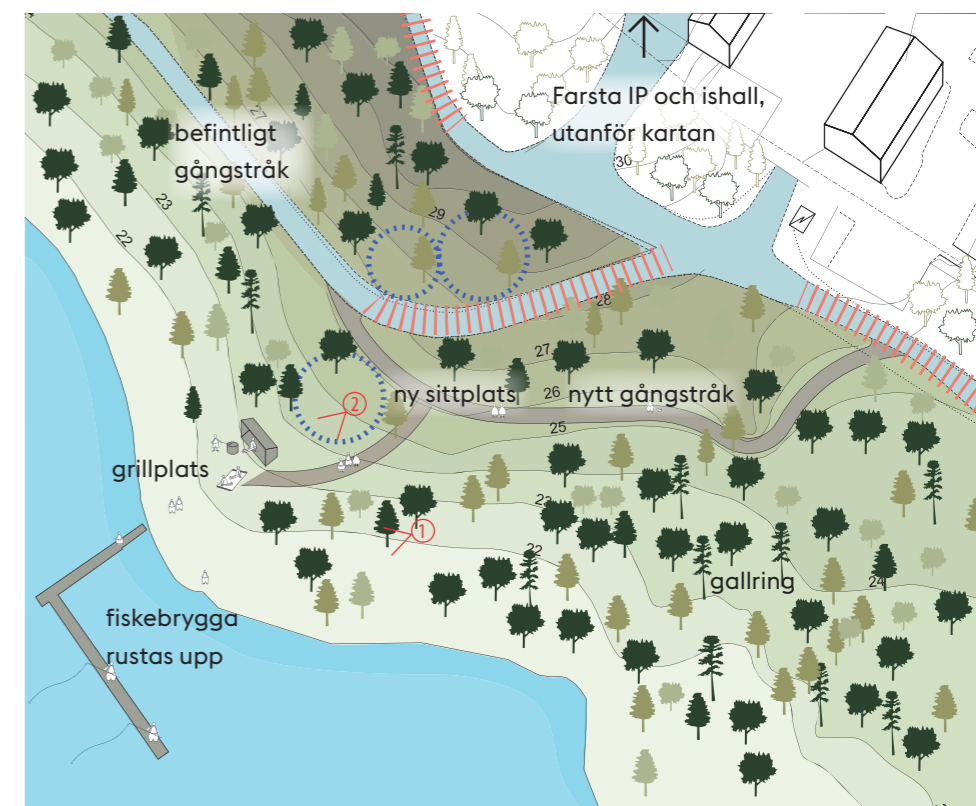 Farsta IP och ishall,
utanför kartan
befintligt
gångstråk
27
30
23
22
29
28
27
26
25
ny sittplats
nytt gångstråk
2
grillplats
23
1
22
gallring
24
fiskebrygga
rustas upp